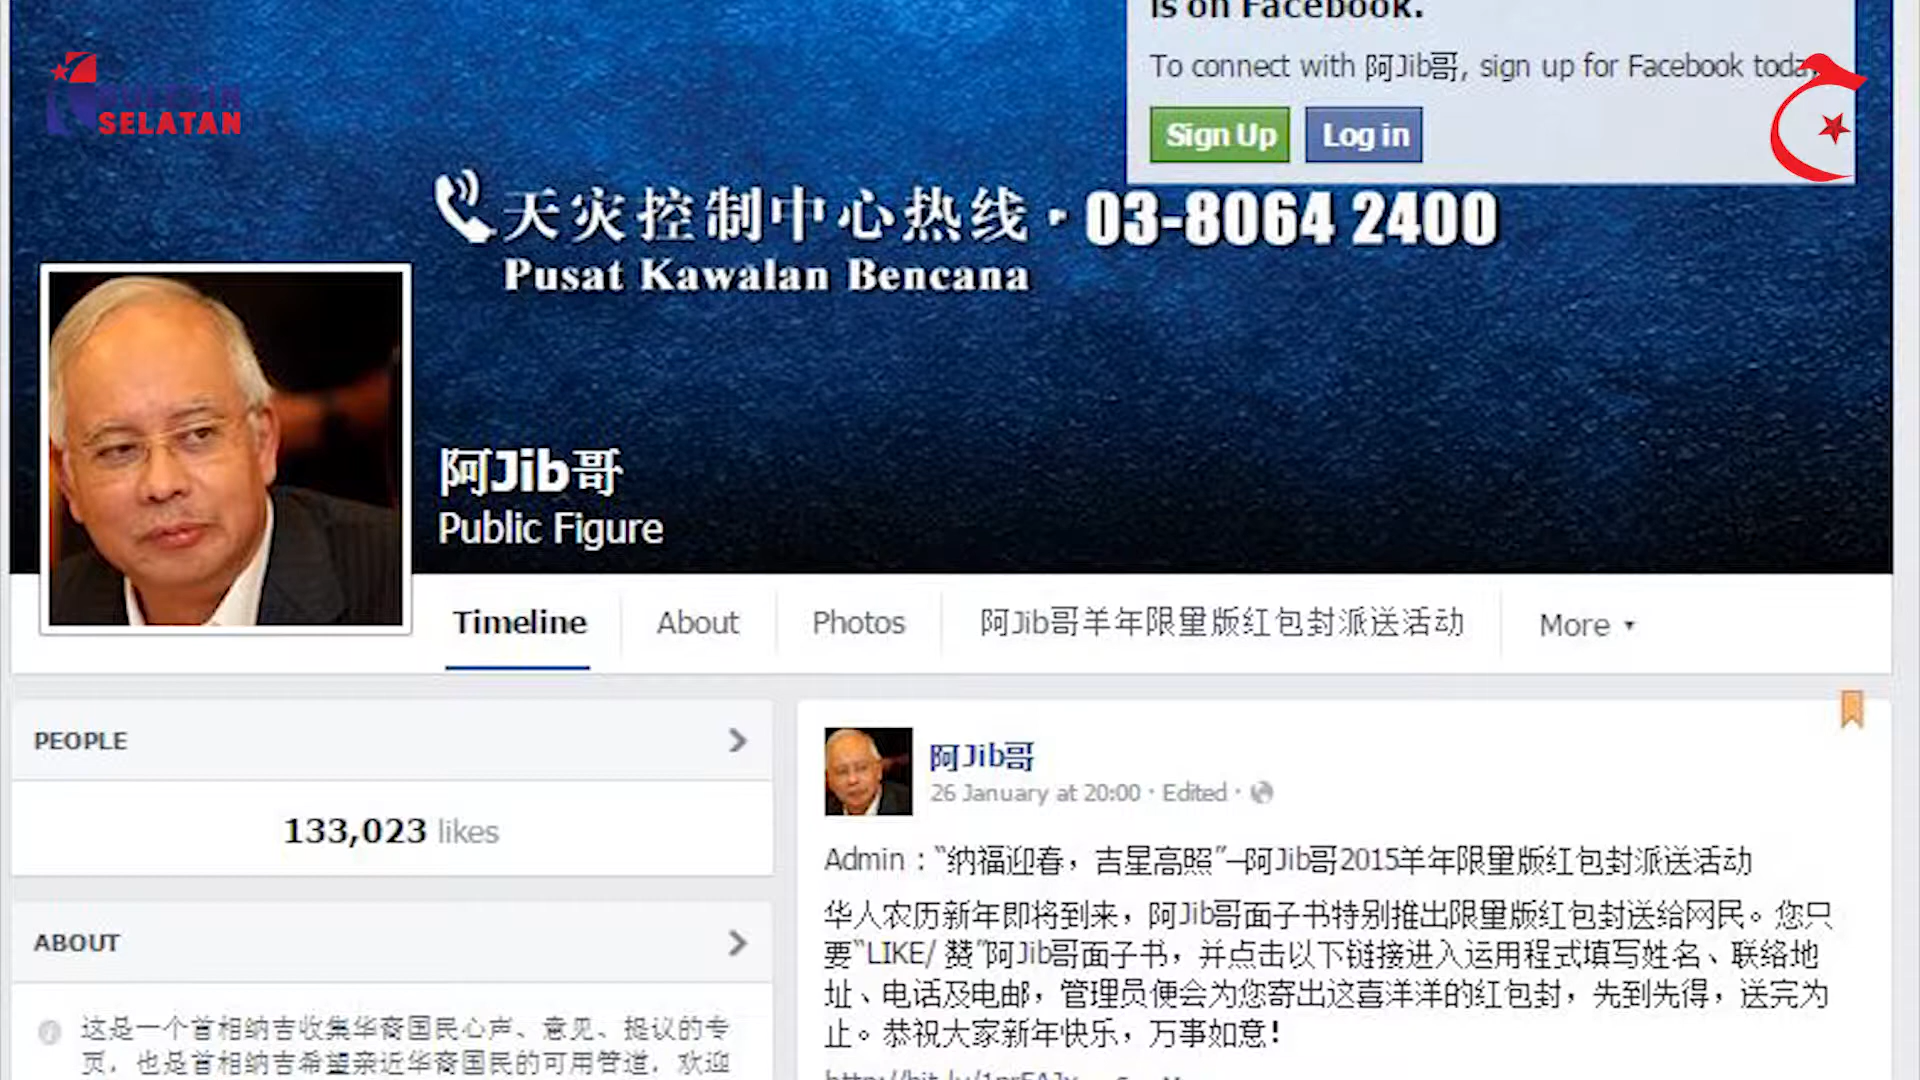 is on Facebook.
To connect with 阿Jib哥, sign up for Facebook today.
Sign Up
Log in
BULETIN
SELATAN
天灾控制中心热线 · 03-8064 2400
Pusat Kawalan Bencana
阿Jib哥
Public Figure
Timeline
About
Photos
阿Jib哥羊年限量版红包封派送活动
More
PEOPLE
133,023 likes
ABOUT
这是一个首相纳吉收集华裔国民心声、意见、提议的专
页，也是首相纳吉希望亲近华裔国民的可用管道，欢迎
阿Jib哥
26 January at 20:00 · Edited ·
Admin："纳福迎春，吉星高照"—阿Jib哥2015羊年限量版红包封派送活动
华人农历新年即将到来，阿Jib哥面子书特别推出限量版红包封送给网民。您只
要"LIKE/ 赞"阿Jib哥面子书，并点击以下链接进入运用程式填写姓名、联络地
址、电话及电邮，管理员便会为您寄出这喜洋洋的红包封，先到先得，送完为
止。恭祝大家新年快乐，万事如意！